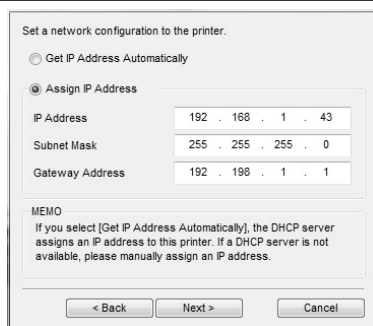 Set a network configuration to the printer.
Get IP Address Automatically
Assign IP Address
IP Address 192 . 168 . 1 . 43
Subnet Mask 255 . 255 . 255 . 0
Gateway Address 192 . 198 . 1 . 1
MEMO
If you select [Get IP Address Automatically], the DHCP server
assigns an IP address to this printer. If a DHCP server is not
available, please manually assign an IP address.
< Back Next > Cancel